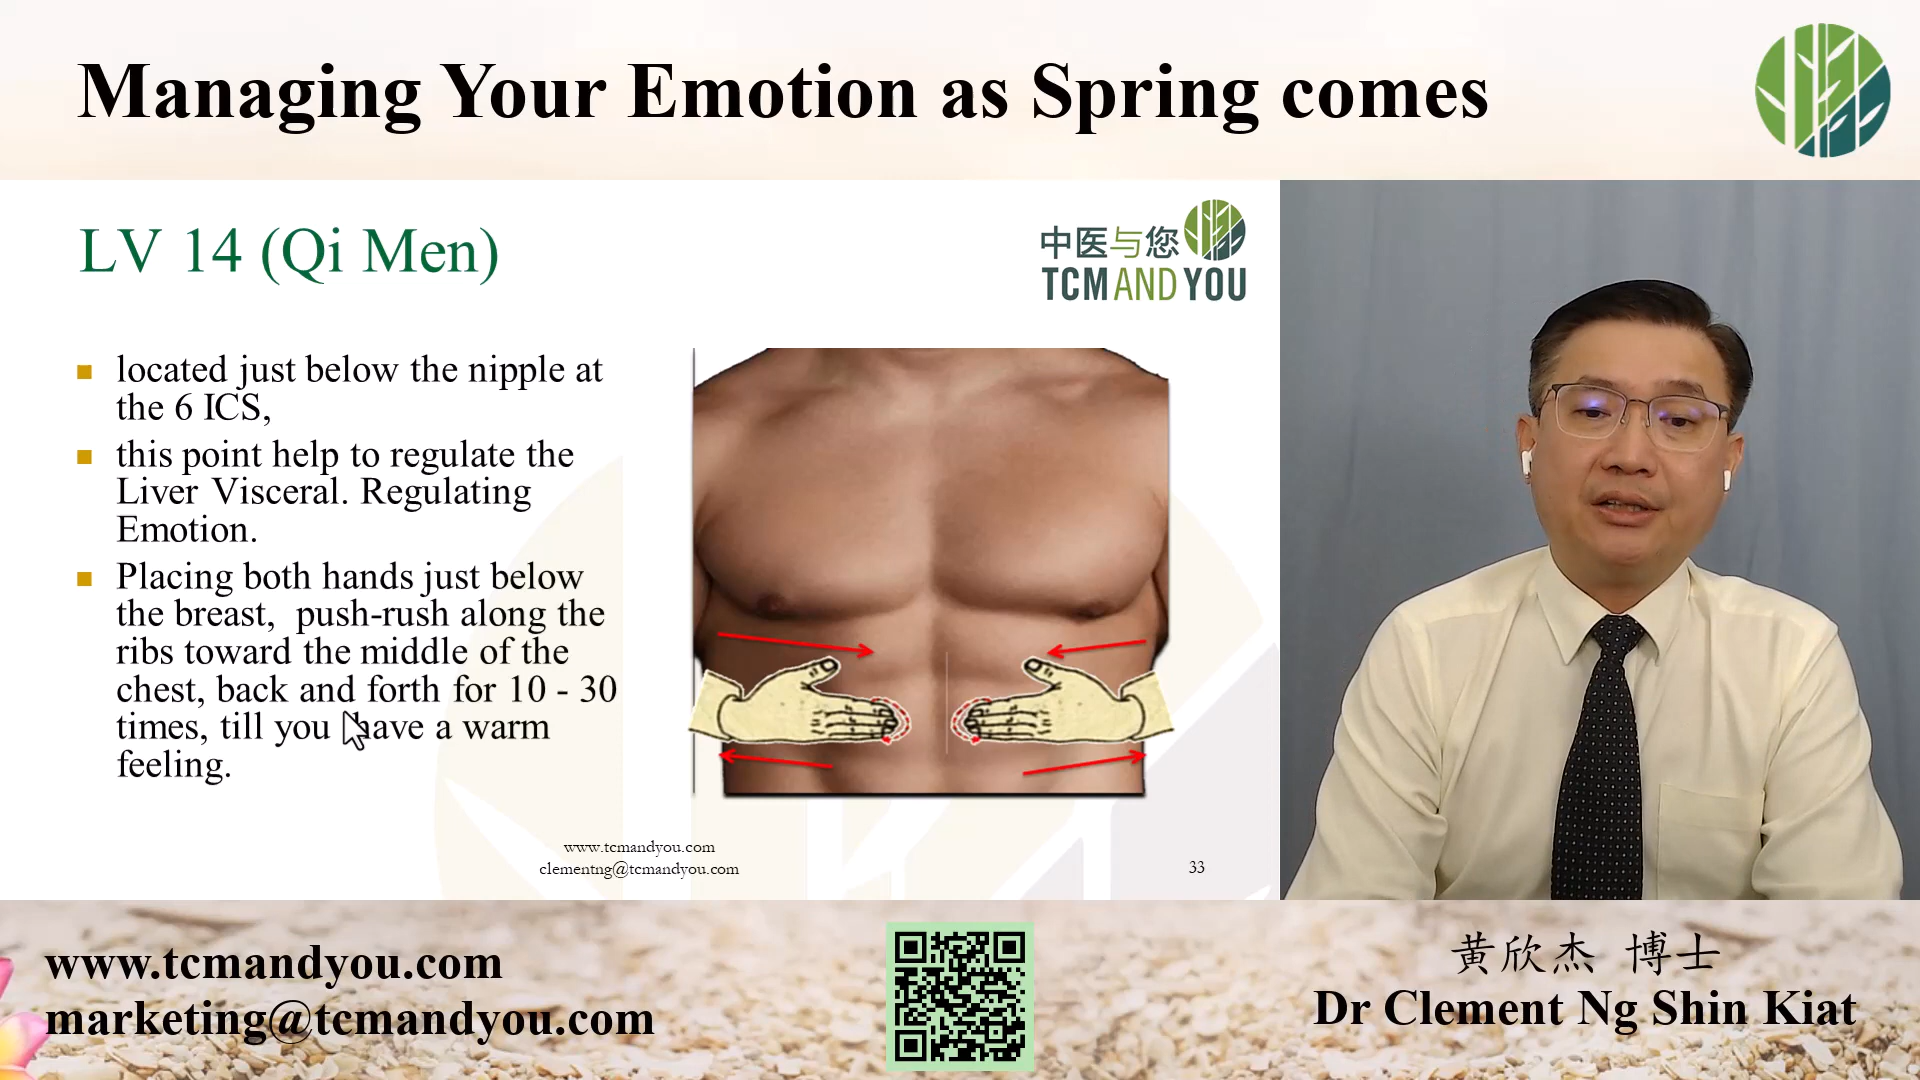 Managing Your Emotion as Spring comes
LV 14 (Qi Men)
中医与您
TCM AND YOU
located just below the nipple at
the 6 ICS,
this point help to regulate the
Liver Visceral. Regulating
Emotion.
Placing both hands just below
the breast, push-rush along the
ribs toward the middle of the
chest, back and forth for 10 - 30
times, till you have a warm
feeling.
www.tcmandyou.com
clementng@tcmandyou.com
33
www.tcmandyou.com
marketing@tcmandyou.com
黄欣杰 博士
Dr Clement Ng Shin Kiat